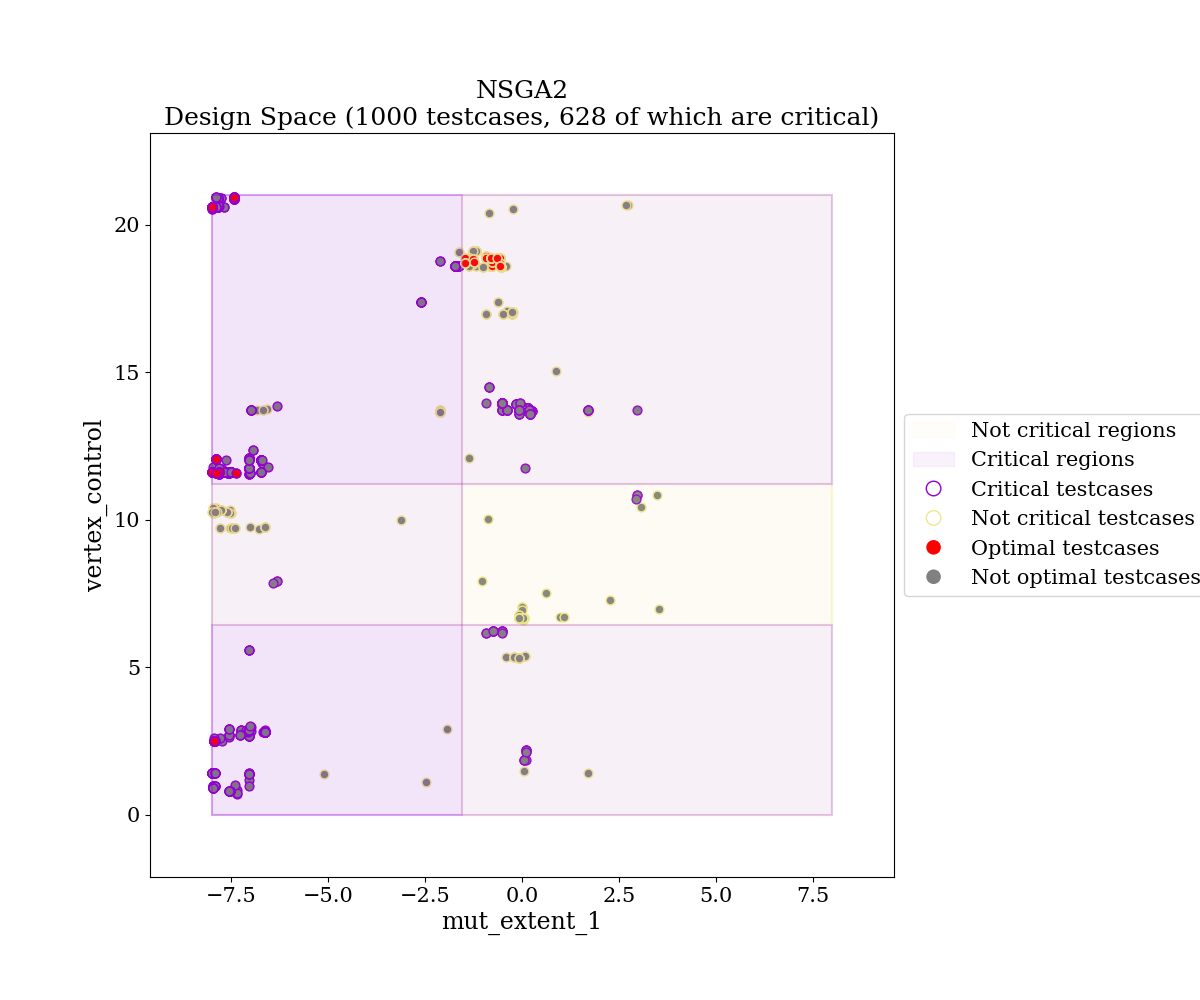 NSGA2
Design Space (1000 testcases, 628 of which are critical)
20
15
10
5
0
vertex_control
−7.5
−5.0
−2.5
0.0
2.5
5.0
7.5
mut_extent_1
Not critical regions
Critical regions
Critical testcases
Not critical testcases
Optimal testcases
Not optimal testcases